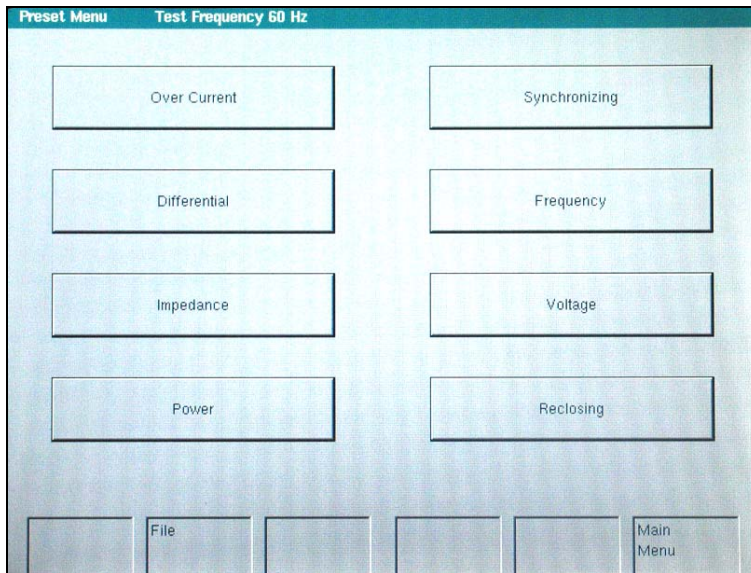 Preset Menu Test Frequency 60 Hz
Over Current
Synchronizing
Differential
Frequency
Impedance
Voltage
Power
Reclosing
File
Main
Menu